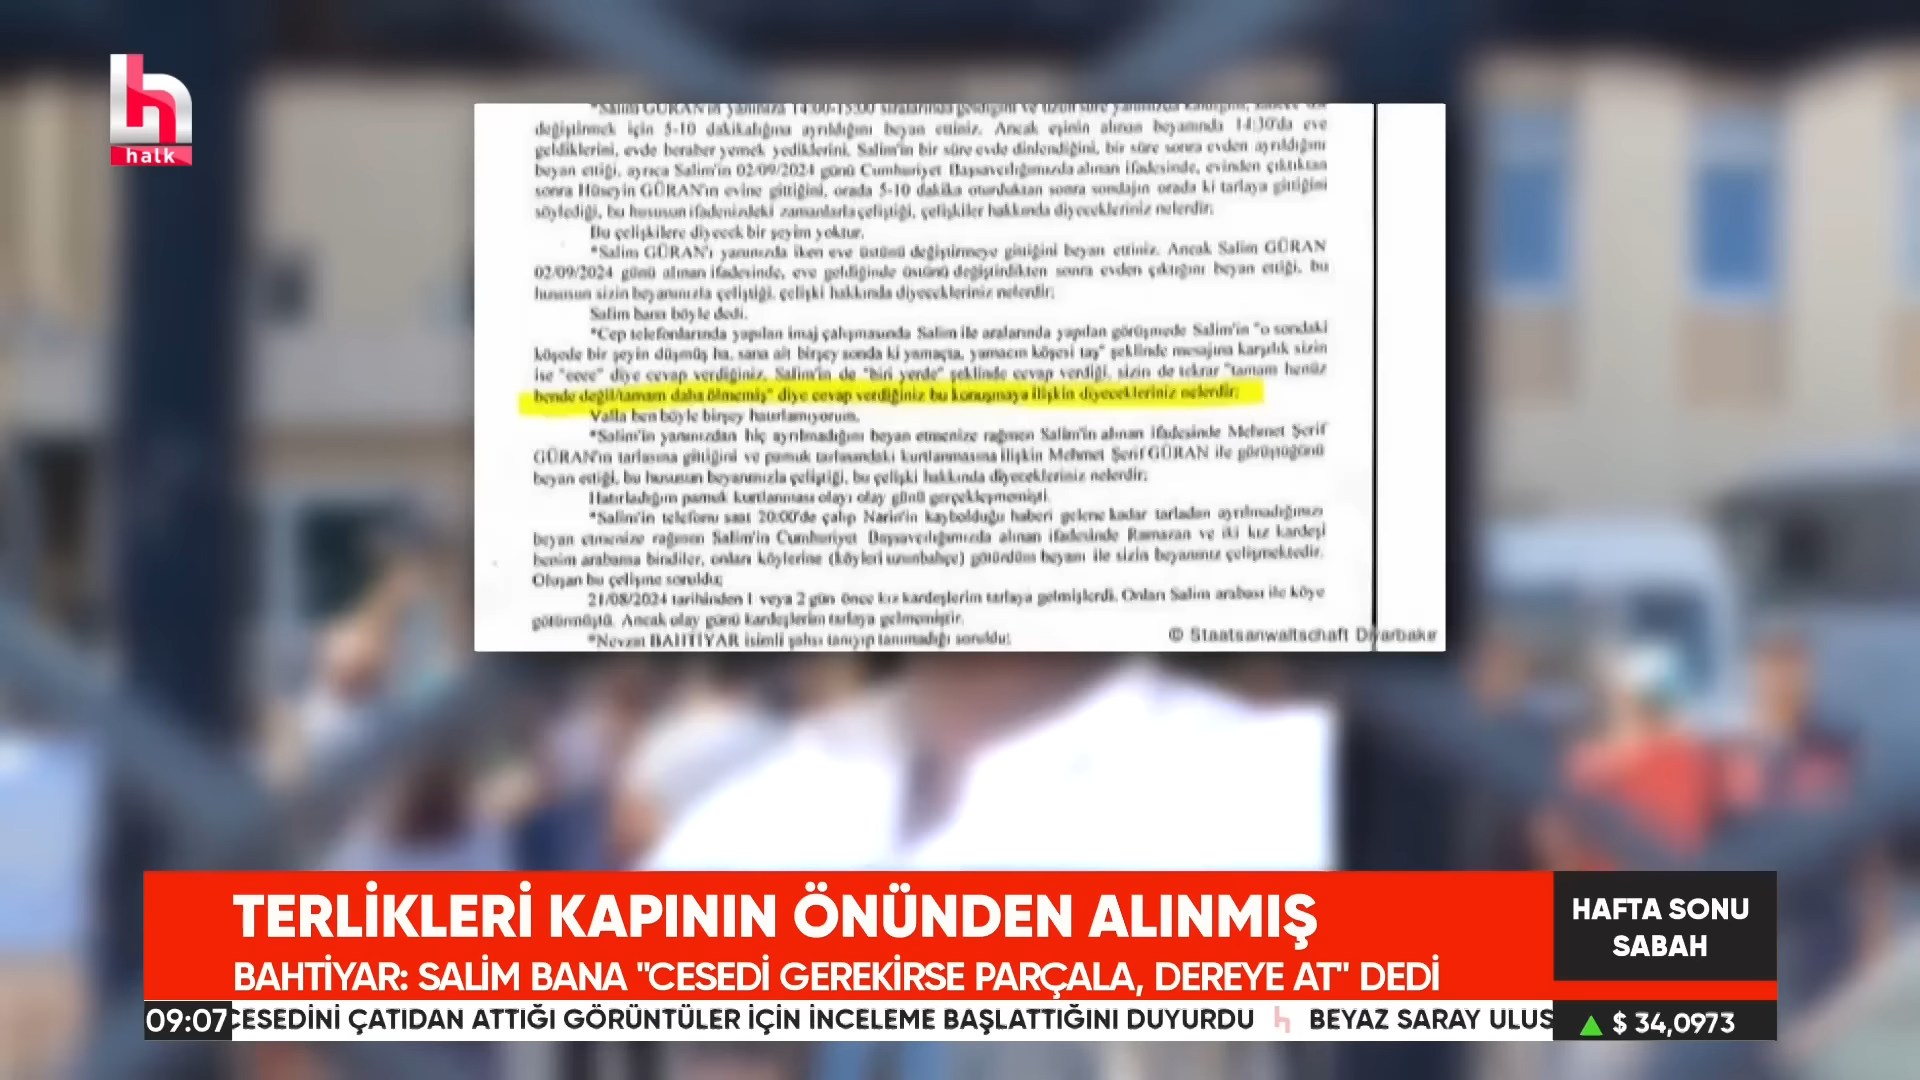 halk
*Salim GÜRAN'ın yanınıza 14:00-15:00 sıralarında geldiğini ve uzun süre yanınızda kaldığını,
değiştirmek için 5-10 dakikalığına ayrıldığını beyan ettiniz. Ancak eşinin alınan beyanında 14:30'da eve
geldiklerini, evde beraber yemek yediklerini, Salim'in bir süre evde dinlendiğini, bir süre sonra evden ayrıldığını
beyan ettiği, ayrıca Salim'in 02/09/2024 günü Cumhuriyet Başsavcılığımızda alınan ifadesinde, evinden çıktıktan
sonra Hüseyin GÜRAN'ın evine gittiğini, orada 5-10 dakika oturduktan sonra sondajın orada ki tarlaya gittiğini
söylediği, bu hususun ifadenizdeki zamanlarla çeliştiği, çelişkiler hakkında diyecekleriniz nelerdir;
Bu çelişkilere diyecek bir şeyim yoktur.
*Salim GÜRAN'ı yanınızda iken eve üstünü değiştirmeye gittiğini beyan ettiniz. Ancak Salim GÜRAN
02/09/2024 günü alınan ifadesinde, eve geldiğinde üstünü değiştirdikten sonra evden çıktığını beyan ettiği, bu
hususun sizin beyanınızla çeliştiği, çelişki hakkında diyecekleriniz nelerdir;
Salim bana böyle dedi.
*Cep telefonlarında yapılan imaj çalışmasında Salim ile aralarında yapılan görüşmede Salim'in "o sondaki
köşede bir şeyin düşmüş ha, sana ait birşey sonda ki yamaçta, yamacın köşesi taş" şeklinde mesajına karşılık sizin
ise "eeee" diye cevap verdiğiniz, Salim'in de "biri yerde" şeklinde cevap verdiği, sizin de tekrar "tamam henüz
bende değil/tamam daha ölmemiş" diye cevap verdiğiniz bu konuşmaya ilişkin diyecekleriniz nelerdir;
Valla ben böyle birşey hatırlamıyorum.
*Salim'in yanınızdan hiç ayrılmadığını beyan etmenize rağmen Salim'in alınan ifadesinde Mehmet Şerif
GÜRAN'ın tarlasına gittiğini ve pamuk tarlasındaki kurtlanmasına ilişkin Mehmet Şerif GÜRAN ile görüştüğünü
beyan ettiği, bu hususun beyanınızla çeliştiği, bu çelişki hakkında diyecekleriniz nelerdir;
Hatırladığım pamuk kurtlanması olayı olay günü gerçekleşmemişti.
*Salim'in telefonu saat 20:00'de çalıp Narin'in kaybolduğu haberi gelene kadar tarladan ayrılmadığınızı
beyan etmenize rağmen Salim'in Cumhuriyet Başsavcılığımızda alınan ifadesinde Ramazan ve iki kız kardeşi
benim arabama bindiler, onları köylerine (köyleri uzunbahçe) götürdüm beyanı ile sizin beyanınız çelişmektedir.
Oluşan bu çelişme soruldu;
21/08/2024 tarihinden 1 veya 2 gün önce kız kardeşlerim tarlaya gelmişlerdi. Onları Salim arabası ile köye
götürmüştü. Ancak olay günü kardeşlerim tarlaya gelmemiştir.
*Nevzat BAHTİYAR isimli şahsı tanıyıp tanımadığı soruldu;
© Staatsanwaltschaft Diyarbakır
TERLİKLERİ KAPININ ÖNÜNDEN ALINMIŞ
BAHTİYAR: SALİM BANA "CESEDİ GEREKİRSE PARÇALA, DEREYE AT" DEDİ
HAFTA SONU
SABAH
09:07
CESEDİNİ ÇATIDAN ATTIĞI GÖRÜNTÜLER İÇİN İNCELEME BAŞLATTIĞINI DUYURDU h BEYAZ SARAY ULUS
$ 34,0973